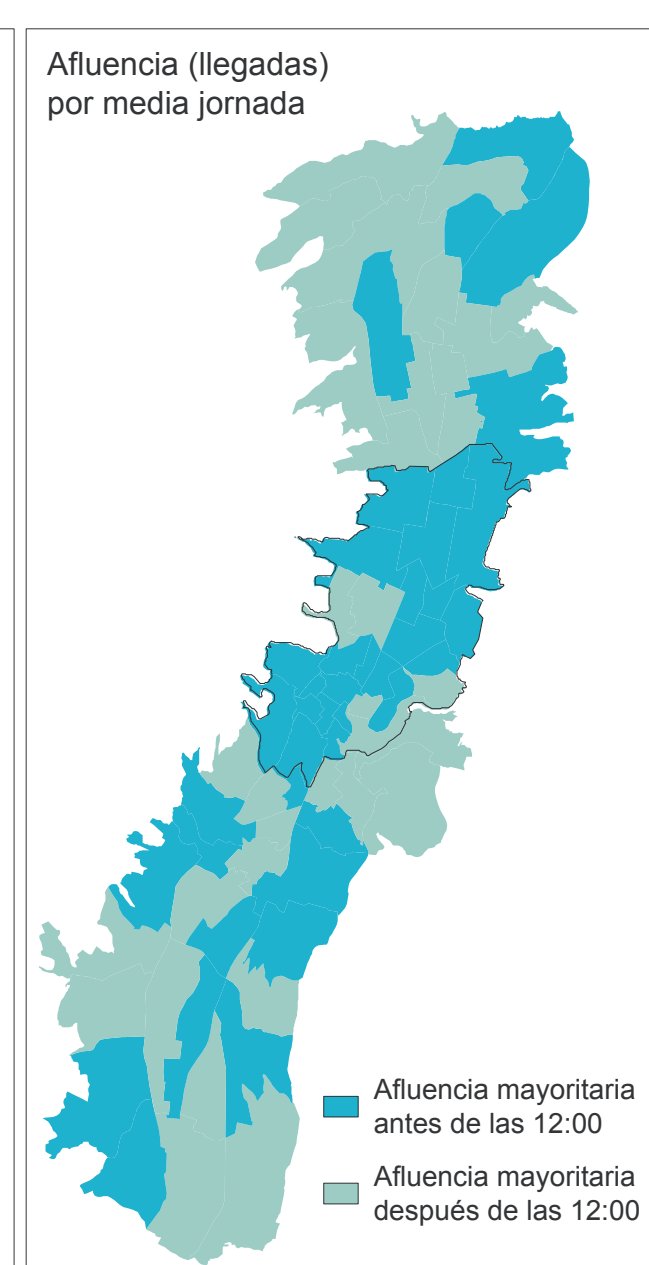 Afluencia (llegadas)
por media jornada
Afluencia mayoritaria
antes de las 12:00
Afluencia mayoritaria
después de las 12:00